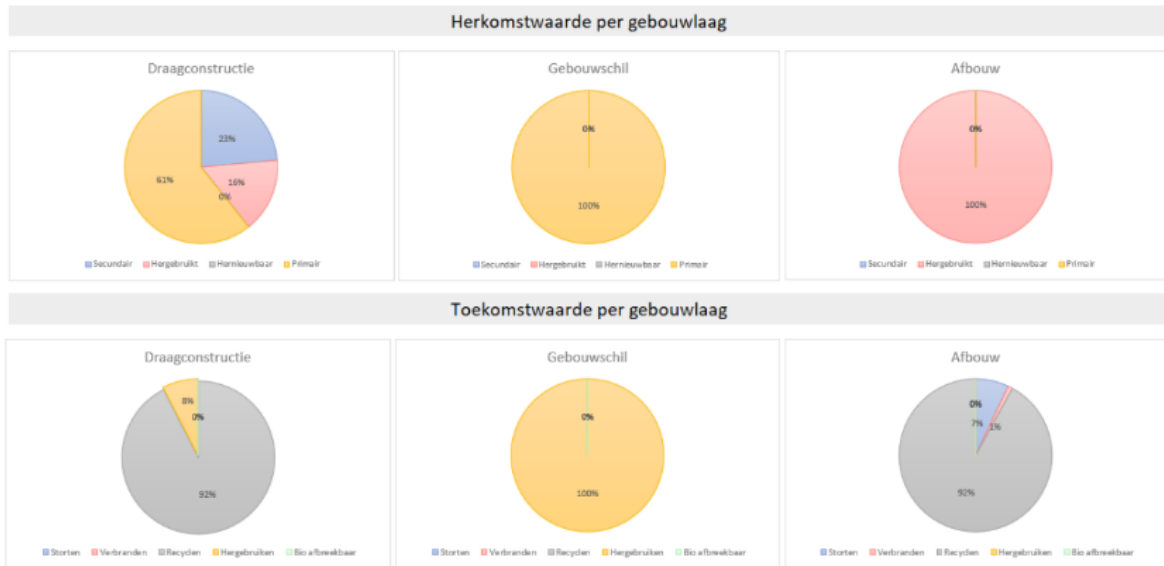 Herkomstwaarde per gebouwlaag
Draagconstructie
23%
16%
0%
61%
Secundair Hergebruikt Hernieuwbaar Primair
Gebouwschil
0%
100%
Secundair Hergebruikt Hernieuwbaar Primair
Afbouw
0%
100%
Secundair Hergebruikt Hernieuwbaar Primair
Toekomstwaarde per gebouwlaag
Draagconstructie
8%
0%
92%
Storten Verbranden Recyclen Hergebruiken Bio afbreekbaar
Gebouwschil
0%
100%
Storten Verbranden Recyclen Hergebruiken Bio afbreekbaar
Afbouw
0%
7%
1%
92%
Storten Verbranden Recyclen Hergebruiken Bio afbreekbaar